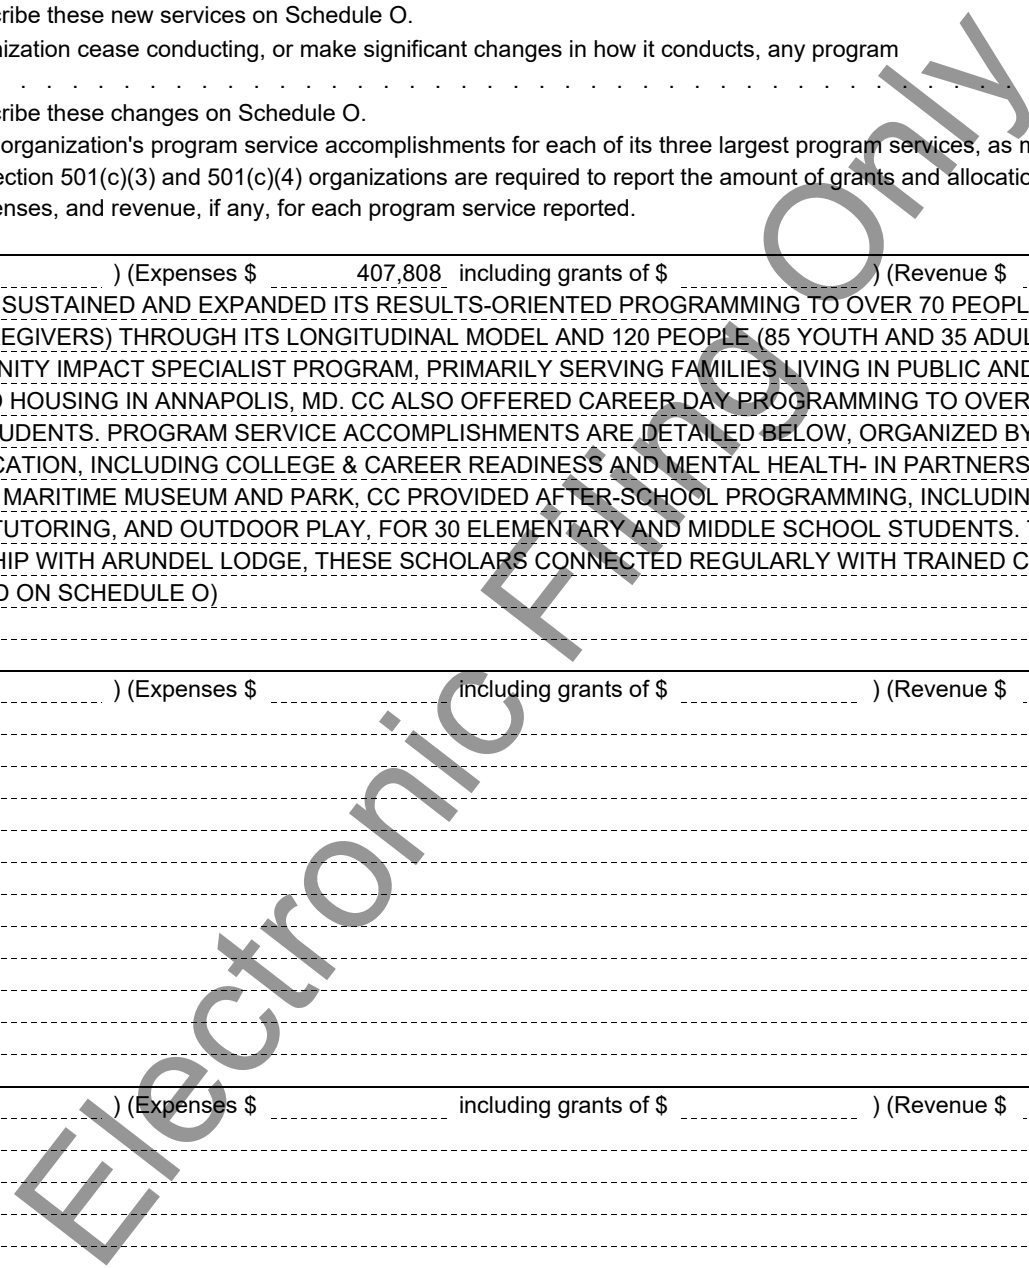 ribe these new services on Schedule O.
ization cease conducting, or make significant changes in how it conducts, any program
. . . . . . . . . . . . . . . . . . . . . . . . . . . . . . . . . . . . . . .
ribe these changes on Schedule O.
organization's program service accomplishments for each of its three largest program services, as m
ection 501(c)(3) and 501(c)(4) organizations are required to report the amount of grants and allocatio
enses, and revenue, if any, for each program service reported.
) (Expenses $ 407,808 including grants of $ ) (Revenue $
SUSTAINED AND EXPANDED ITS RESULTS-ORIENTED PROGRAMMING TO OVER 70 PEOPL
EGIVERS) THROUGH ITS LONGITUDINAL MODEL AND 120 PEOPLE (85 YOUTH AND 35 ADUL
NITY IMPACT SPECIALIST PROGRAM, PRIMARILY SERVING FAMILIES LIVING IN PUBLIC AND
D HOUSING IN ANNAPOLIS, MD. CC ALSO OFFERED CAREER DAY PROGRAMMING TO OVER
UDENTS. PROGRAM SERVICE ACCOMPLISHMENTS ARE DETAILED BELOW, ORGANIZED BY
CATION, INCLUDING COLLEGE & CAREER READINESS AND MENTAL HEALTH- IN PARTNERS
MARITIME MUSEUM AND PARK, CC PROVIDED AFTER-SCHOOL PROGRAMMING, INCLUDIN
TUTORING, AND OUTDOOR PLAY, FOR 30 ELEMENTARY AND MIDDLE SCHOOL STUDENTS. T
HIP WITH ARUNDEL LODGE, THESE SCHOLARS CONNECTED REGULARLY WITH TRAINED C
D ON SCHEDULE O)
) (Expenses $ including grants of $ ) (Revenue $
) (Expenses $ including grants of $ ) (Revenue $
Electronic Filing Only